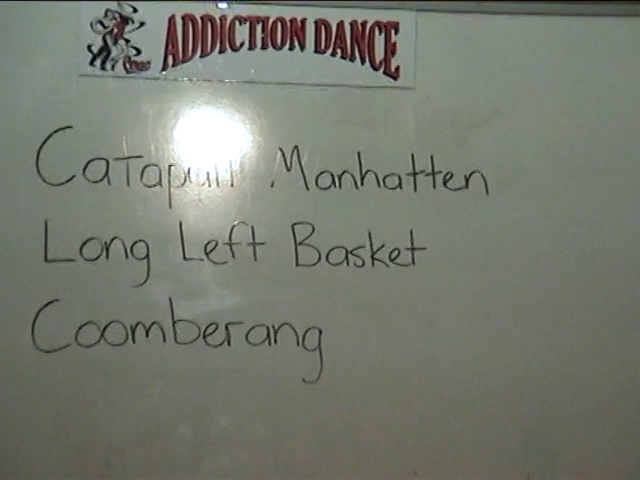 ADDICTION DANCE
Catapult Manhatten
Long Left Basket
Coomberang